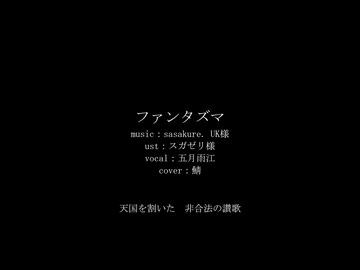 ファンタズマ
music：sasakure. UK様
ust：スガゼリ様
vocal：五月雨江
cover：鯖
天国を割いた　非合法の讃歌